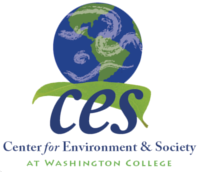 ces
Center for Environment & Society
AT WASHINGTON COLLEGE